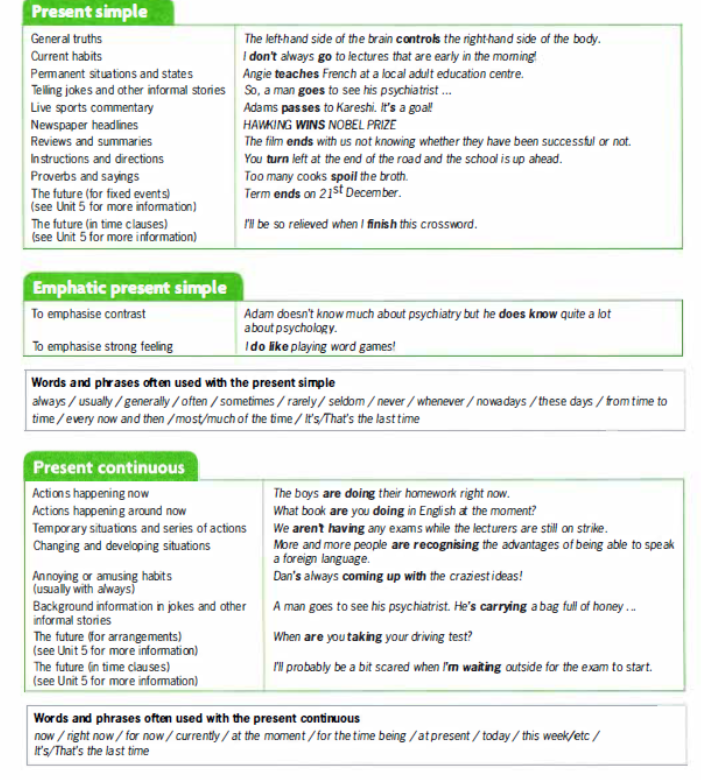 Present simple
General truths The left-hand side of the brain controls the right-hand side of the body.
Current habits I don't always go to lectures that are early in the morning!
Permanent situations and states Angie teaches French at a local adult education centre.
Telling jokes and other informal stories So, a man goes to see his psychiatrist ...
Live sports commentary Adams passes to Kareshi. It's a goal!
Newspaper headlines HAWKING WINS NOBEL PRIZE
Reviews and summaries The film ends with us not knowing whether they have been successful or not.
Instructions and directions You turn left at the end of the road and the school is up ahead.
Proverbs and sayings Too many cooks spoil the broth.
The future (for fixed events) Term ends on 21st December.
(see Unit 5 for more information)
The future (in time clauses) I'll be so relieved when I finish this crossword.
(see Unit 5 for more information)
Emphatic present simple
To emphasise contrast Adam doesn't know much about psychiatry but he does know quite a lot
about psychology.
To emphasise strong feeling I do like playing word games!
Words and phrases often used with the present simple
always / usually / generally / often / sometimes / rarely / seldom / never / whenever / nowadays / these days / from time to
time / every now and then / most/much of the time / It's/That's the last time
Present continuous
Actions happening now The boys are doing their homework right now.
Actions happening around now What book are you doing in English at the moment?
Temporary situations and series of actions We aren't having any exams while the lecturers are still on strike.
Changing and developing situations More and more people are recognising the advantages of being able to speak
a foreign language.
Annoying or amusing habits Dan's always coming up with the craziest ideas!
(usually with always)
Background information in jokes and other A man goes to see his psychiatrist. He's carrying a bag full of honey ...
informal stories
The future (for arrangements) When are you taking your driving test?
(see Unit 5 for more information)
The future (in time clauses) I'll probably be a bit scared when I'm waiting outside for the exam to start.
(see Unit 5 for more information)
Words and phrases often used with the present continuous
now / right now / for now / currently / at the moment / for the time being / at present / today / this week/etc /
It's/That's the last time